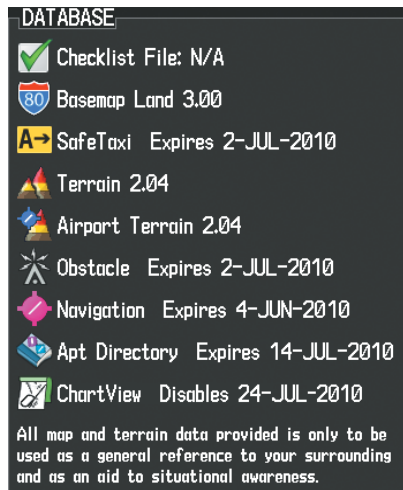 DATABASE
Checklist File: N/A
80 Basemap Land 3.00
A→ SafeTaxi Expires 2-JUL-2010
Terrain 2.04
Airport Terrain 2.04
Obstacle Expires 2-JUL-2010
Navigation Expires 4-JUN-2010
Apt Directory Expires 14-JUL-2010
ChartView Disables 24-JUL-2010
All map and terrain data provided is only to be
used as a general reference to your surrounding
and as an aid to situational awareness.